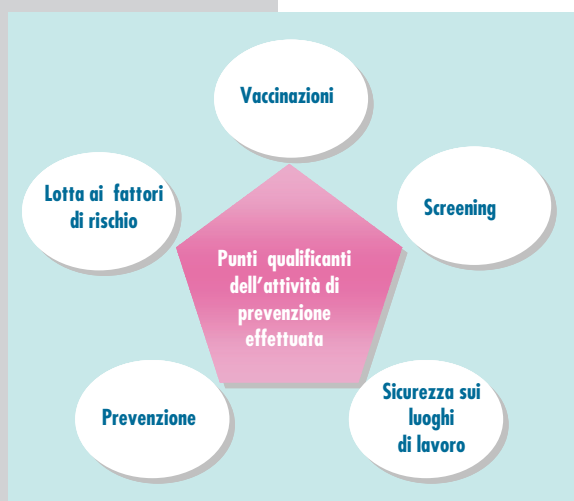 Vaccinazioni
Lotta ai fattori
di rischio
Screening
Punti qualificanti
dell'attività di
prevenzione
effettuata
Prevenzione
Sicurezza sui
luoghi
di lavoro